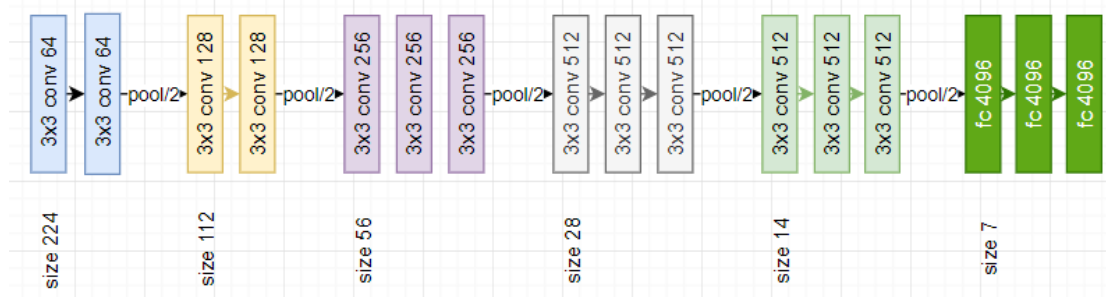 3x3 conv 64
3x3 conv 64
pool/2
3x3 conv 128
3x3 conv 128
pool/2
3x3 conv 256
3x3 conv 256
3x3 conv 256
pool/2
3x3 conv 512
3x3 conv 512
3x3 conv 512
pool/2
3x3 conv 512
3x3 conv 512
3x3 conv 512
pool/2
fc 4096
fc 4096
fc 4096
size 224
size 112
size 56
size 28
size 14
size 7